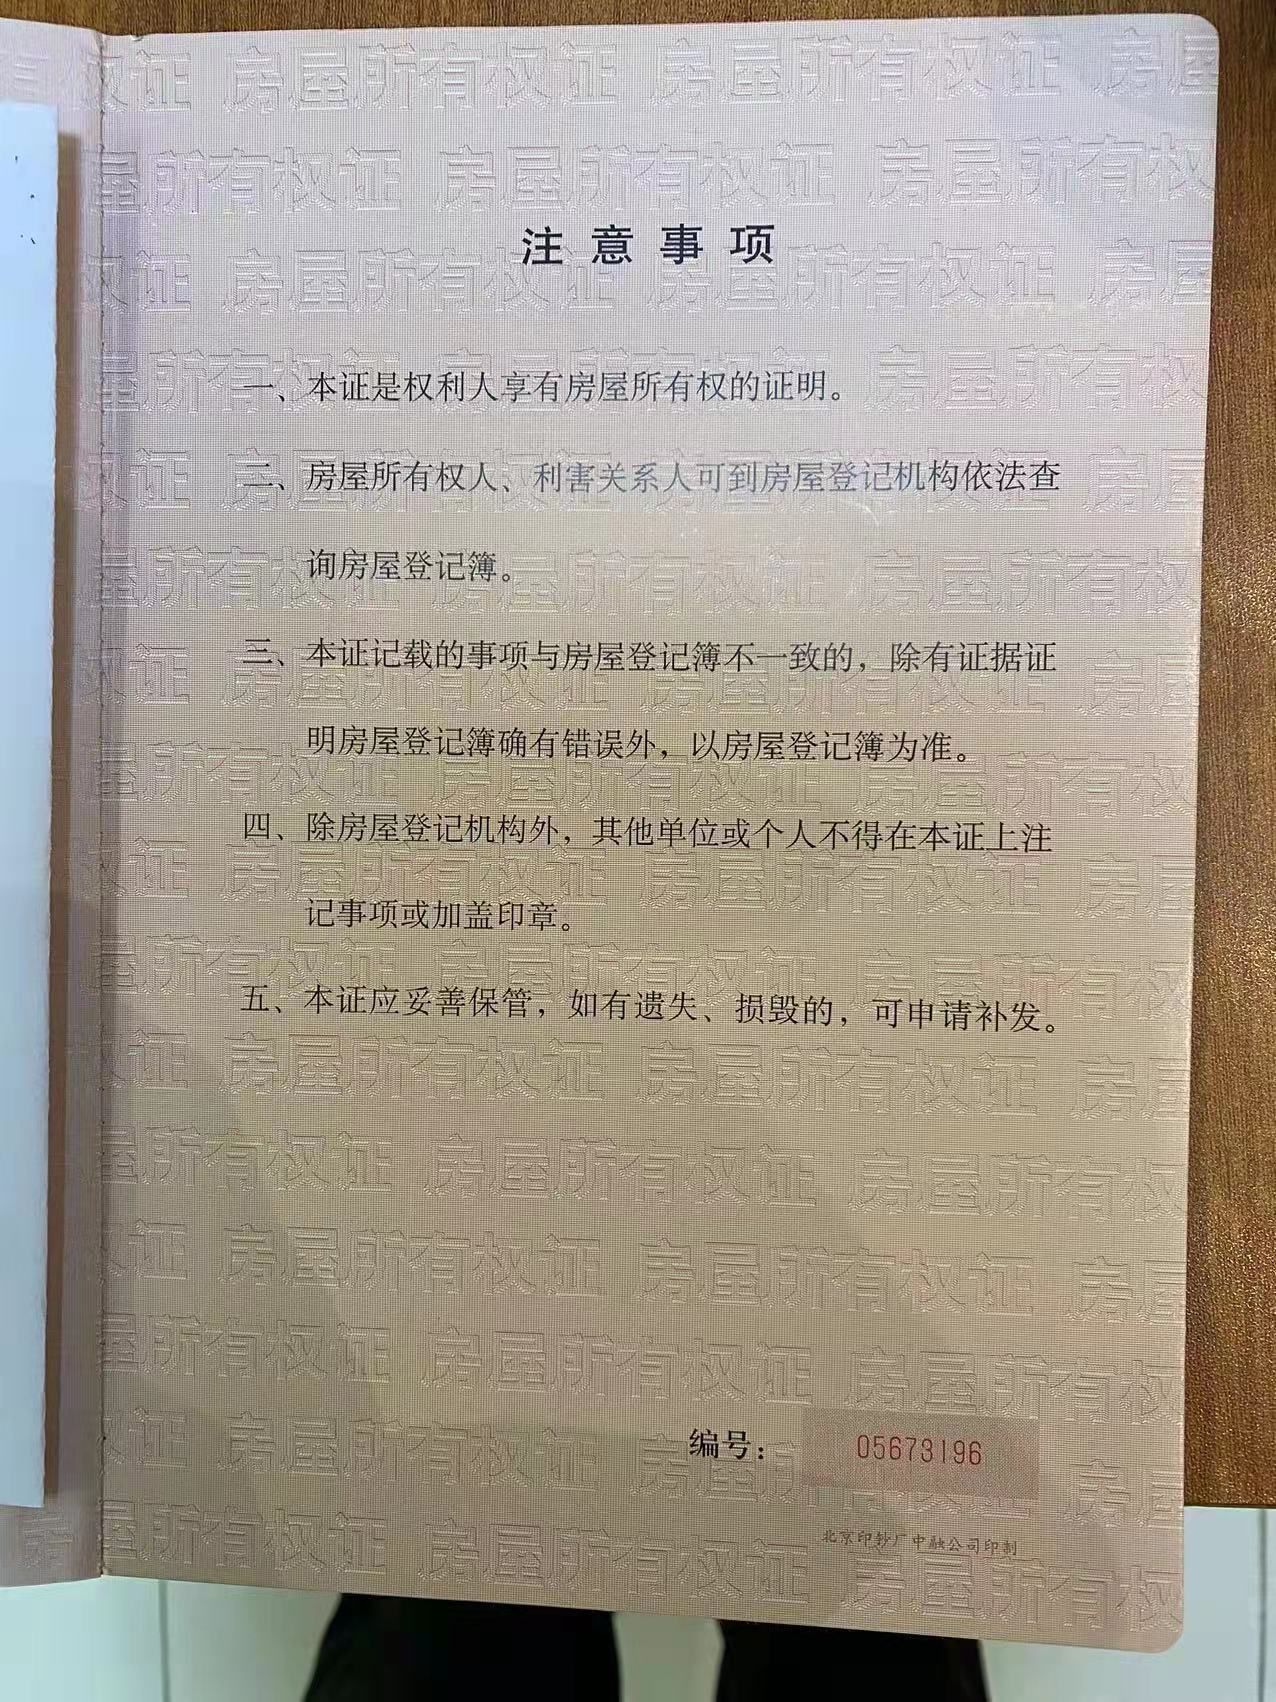 注意事项
一、本证是权利人享有房屋所有权的证明。
二、房屋所有权人、利害关系人可到房屋登记机构依法查
询房屋登记簿。
三、本证记载的事项与房屋登记簿不一致的，除有证据证
明房屋登记簿确有错误外，以房屋登记簿为准。
四、除房屋登记机构外，其他单位或个人不得在本证上注
记事项或加盖印章。
五、本证应妥善保管，如有遗失、损毁的，可申请补发。
编号：05673196
北京印钞厂中融公司印制
房屋所有权证